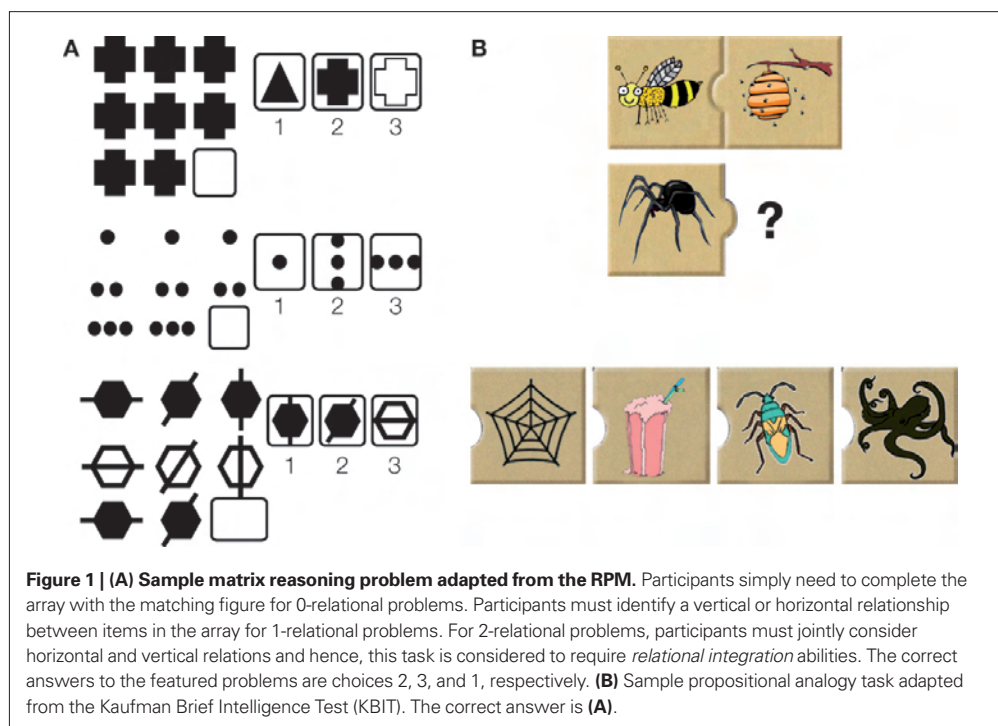 A
B
1 2 3
?
1 2 3
1 2 3
Figure 1 | (A) Sample matrix reasoning problem adapted from the RPM. Participants simply need to complete the
array with the matching figure for 0-relational problems. Participants must identify a vertical or horizontal relationship
between items in the array for 1-relational problems. For 2-relational problems, participants must jointly consider
horizontal and vertical relations and hence, this task is considered to require relational integration abilities. The correct
answers to the featured problems are choices 2, 3, and 1, respectively. (B) Sample propositional analogy task adapted
from the Kaufman Brief Intelligence Test (KBIT). The correct answer is (A).